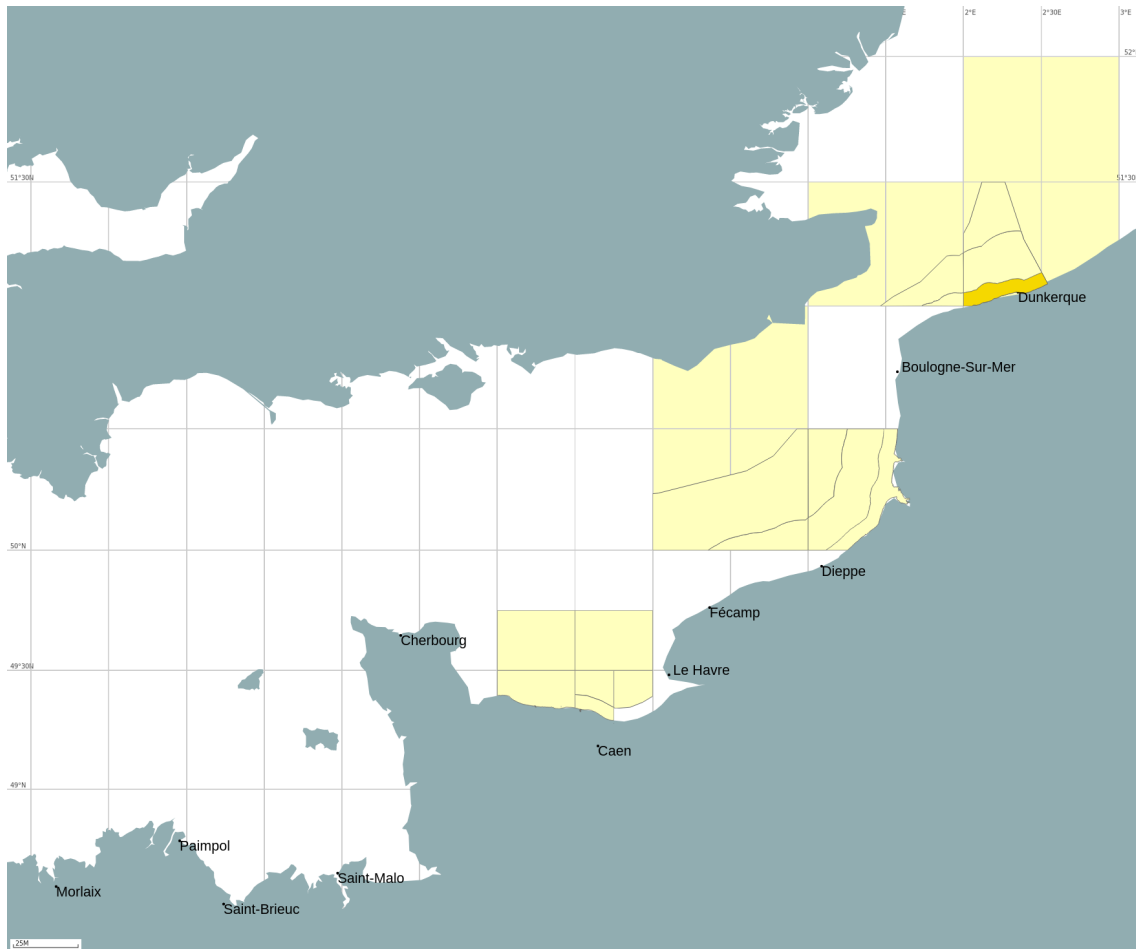 2°E
2°30E
3°E
52°
51°30N
51°30
Dunkerque
Boulogne-Sur-Mer
50°N
Dieppe
Fécamp
Cherbourg
49°30N
Le Havre
Caen
49°N
Paimpol
Saint-Malo
Morlaix
Saint-Brieuc
25M